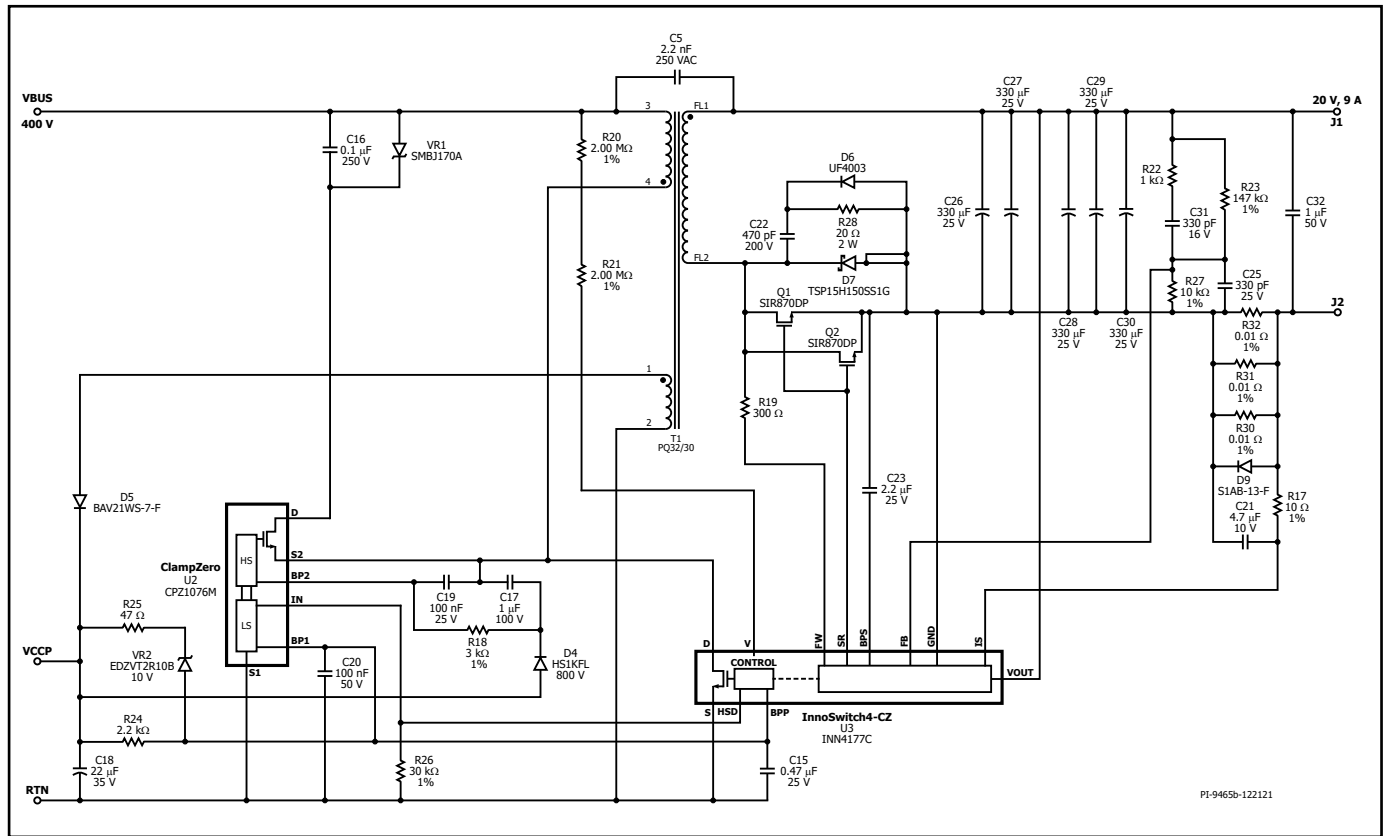 C5
2.2 nF
250 VAC
VBUS
400 V
C16
0.1 µF
250 V
VR1
SMBJ170A
R20
2.00 MΩ
1%
3
4
FL1
FL2
R21
2.00 MΩ
1%
1
2
T1
PQ32/30
D6
UF4003
R28
20 Ω
2 W
C22
470 pF
200 V
D7
TSP15H150SS1G
Q1
SIR870DP
Q2
SIR870DP
R19
300 Ω
C23
2.2 µF
25 V
C26
330 µF
25 V
C27
330 µF
25 V
C28
330 µF
25 V
C29
330 µF
25 V
C30
330 µF
25 V
R22
1 kΩ
C31
330 pF
16 V
R23
147 kΩ
1%
R27
10 kΩ
1%
C25
330 pF
25 V
C32
1 µF
50 V
20 V, 9 A
J1
J2
R32
0.01 Ω
1%
R31
0.01 Ω
1%
R30
0.01 Ω
1%
D9
S1AB-13-F
C21
4.7 µF
10 V
R17
10 Ω
1%
D5
BAV21WS-7-F
ClampZero
U2
CPZ1076M
HS
LS
D
S2
BP2
IN
BP1
S1
C19
100 nF
25 V
C17
1 µF
100 V
R18
3 kΩ
1%
D4
HS1KFL
800 V
C20
100 nF
50 V
R25
47 Ω
VR2
EDZVT2R10B
10 V
VCCP
R24
2.2 kΩ
C18
22 µF
35 V
RTN
R26
30 kΩ
1%
C15
0.47 µF
25 V
D
V
FW
SR
BPS
FB
GND
IS
VOUT
CONTROL
S
HSD
BPP
InnoSwitch4-CZ
U3
INN4177C
PI-9465b-122121